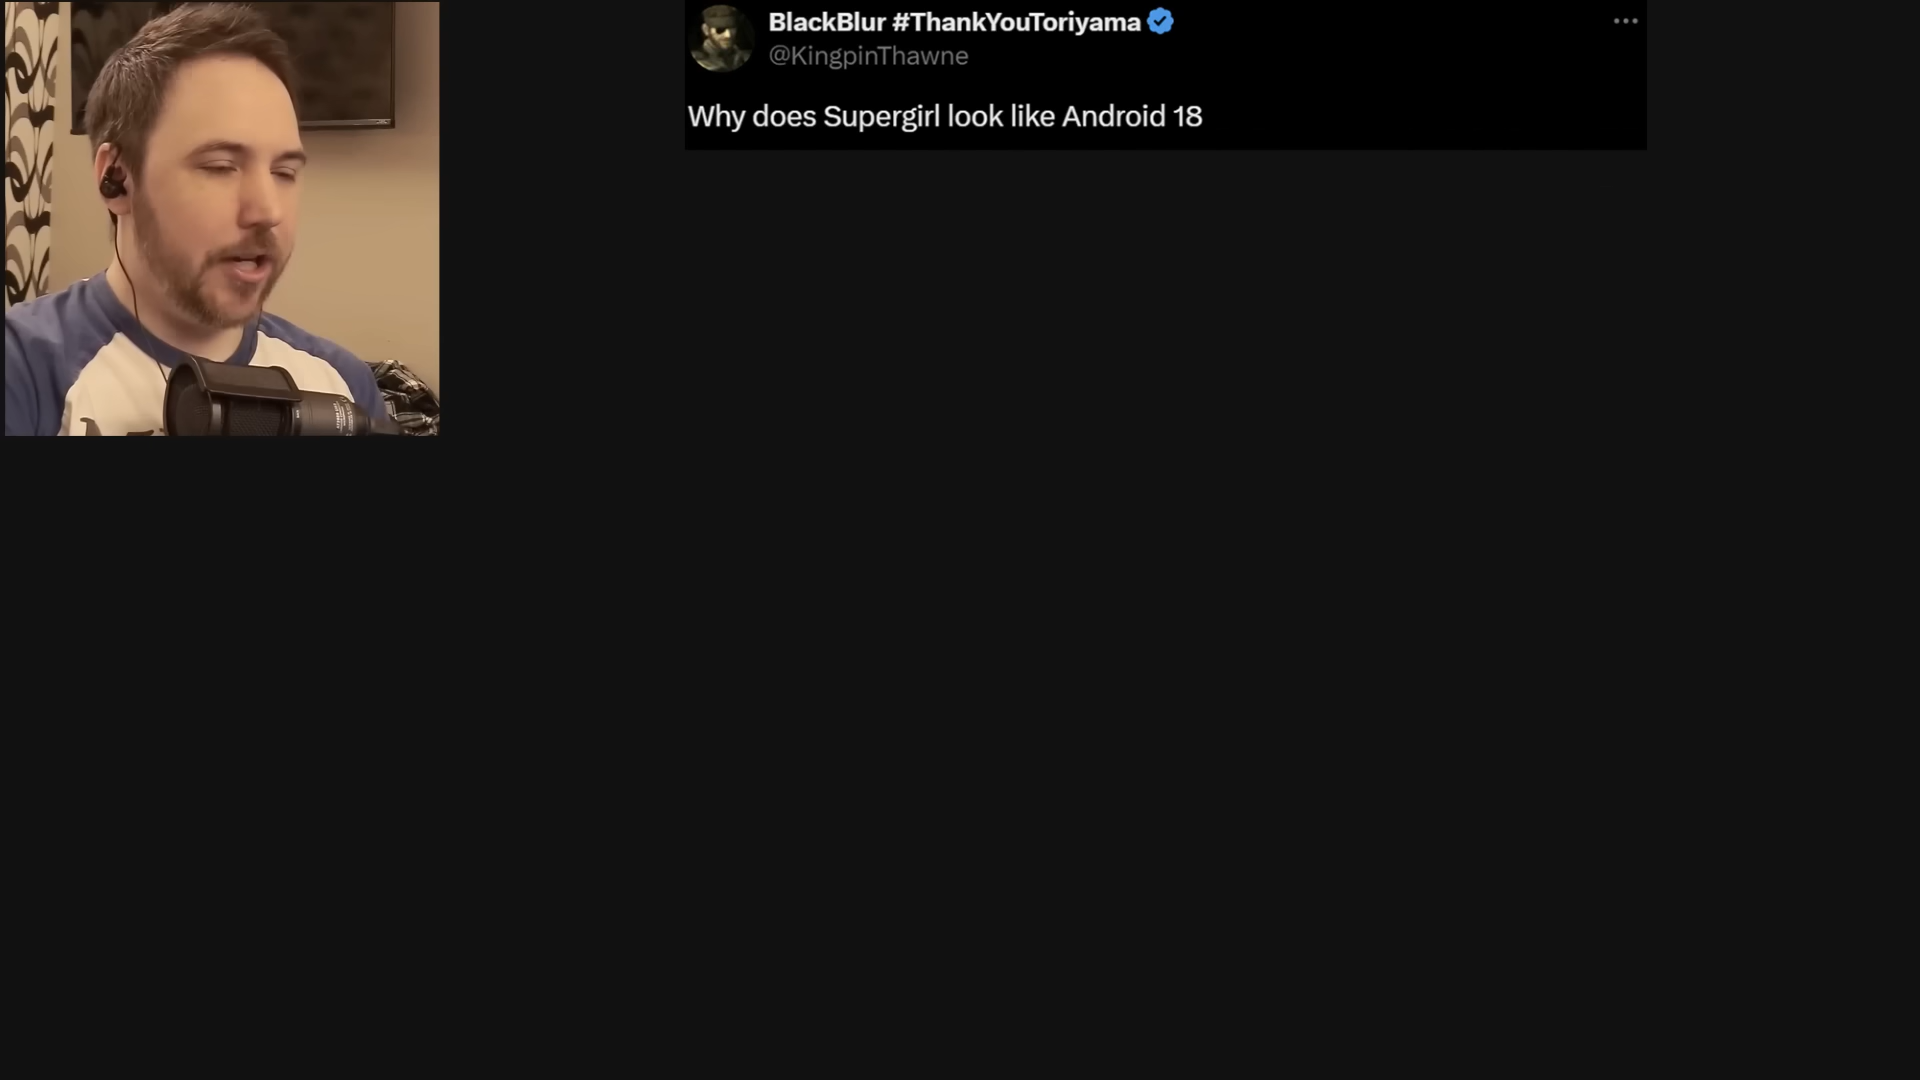 BlackBlur #ThankYouToriyama
@KingpinThawne
Why does Supergirl look like Android 18